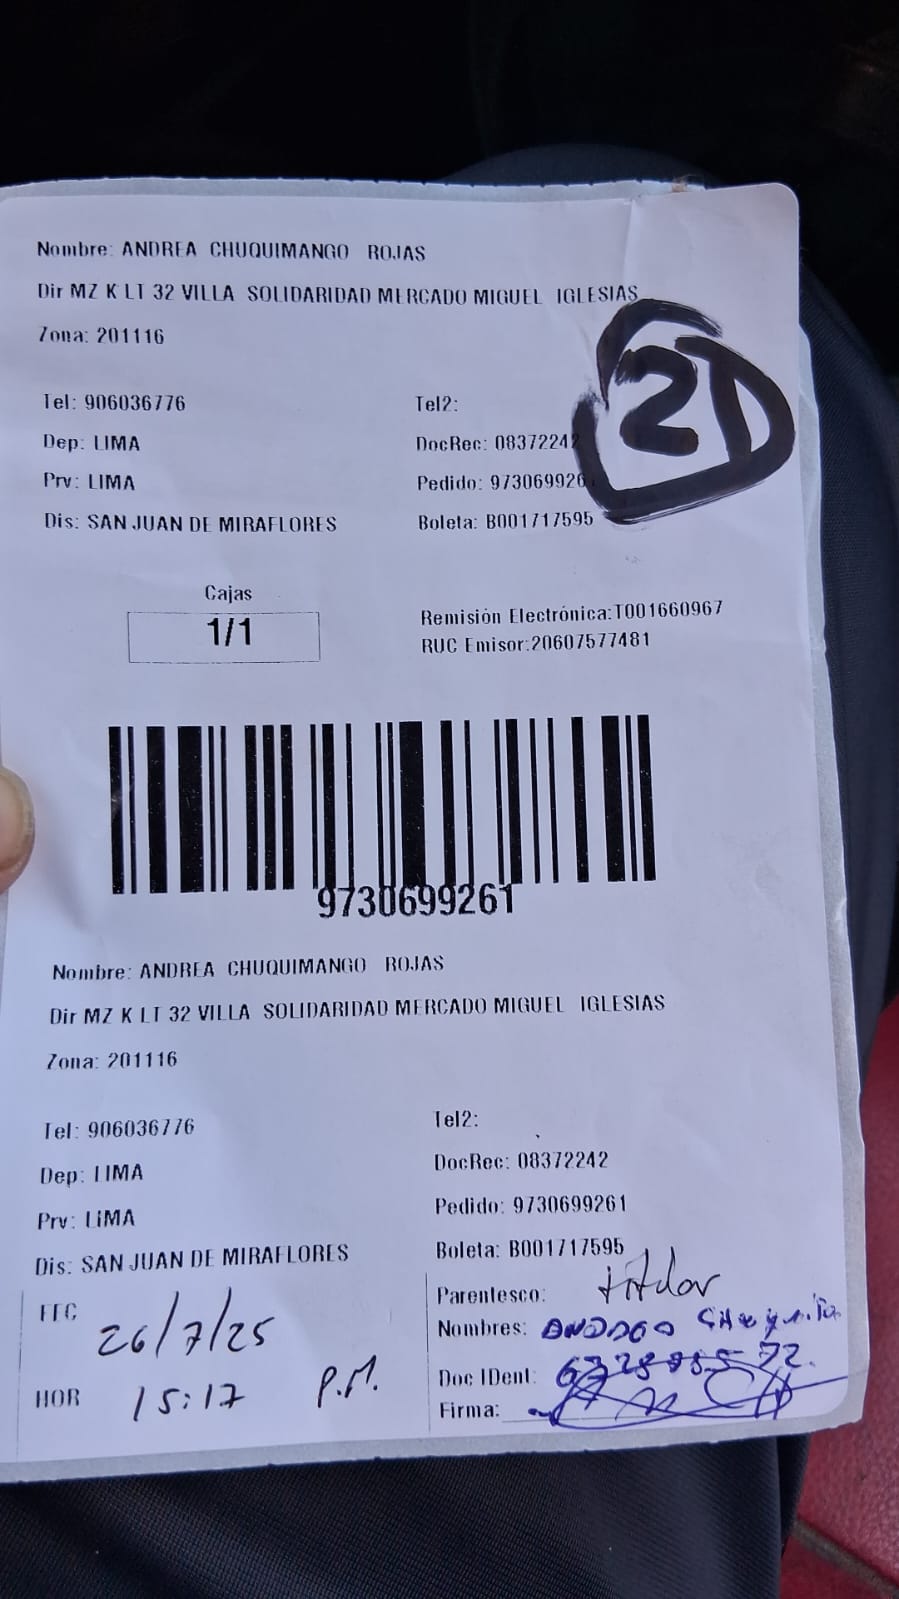 Nombre: ANDREA CHUQUIMANGO ROJAS
Dir MZ K LT 32 VILLA SOLIDARIDAD MERCADO MIGUEL IGLESIAS
Zona: 201116
2D
Tel: 906036776 Tel2:
Dep: LIMA DocRec: 08372242
Prv: LIMA Pedido: 973069926
Dis: SAN JUAN DE MIRAFLORES Boleta: B001717595
Cajas
1/1
Remisión Electrónica:T001660967
RUC Emisor:20607577481
9730699261
Nombre: ANDREA CHUQUIMANGO ROJAS
Dir MZ K LT 32 VILLA SOLIDARIDAD MERCADO MIGUEL IGLESIAS
Zona: 201116
Tel: 906036776 Tel2:
Dep: LIMA DocRec: 08372242
Prv: LIMA Pedido: 9730699261
Dis: SAN JUAN DE MIRAFLORES Boleta: B001717595
FEC 26/7/25 Parentesco: titular
Nombres:
HOR 15:17 P.M. Doc IDent:
Firma: